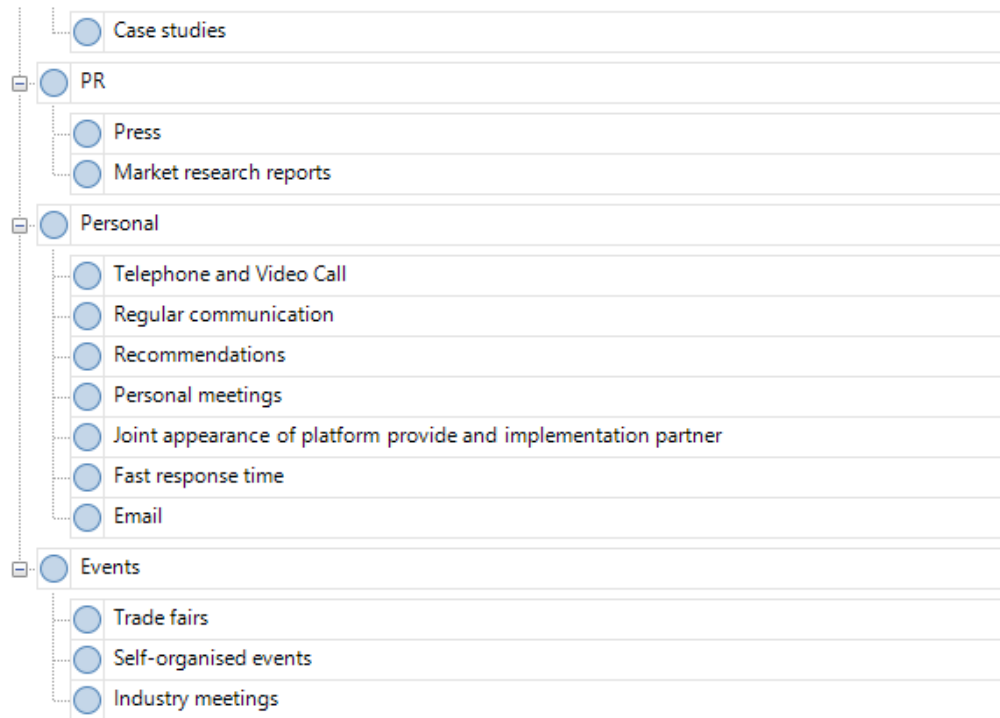 Case studies
PR
Press
Market research reports
Personal
Telephone and Video Call
Regular communication
Recommendations
Personal meetings
Joint appearance of platform provide and implementation partner
Fast response time
Email
Events
Trade fairs
Self-organised events
Industry meetings